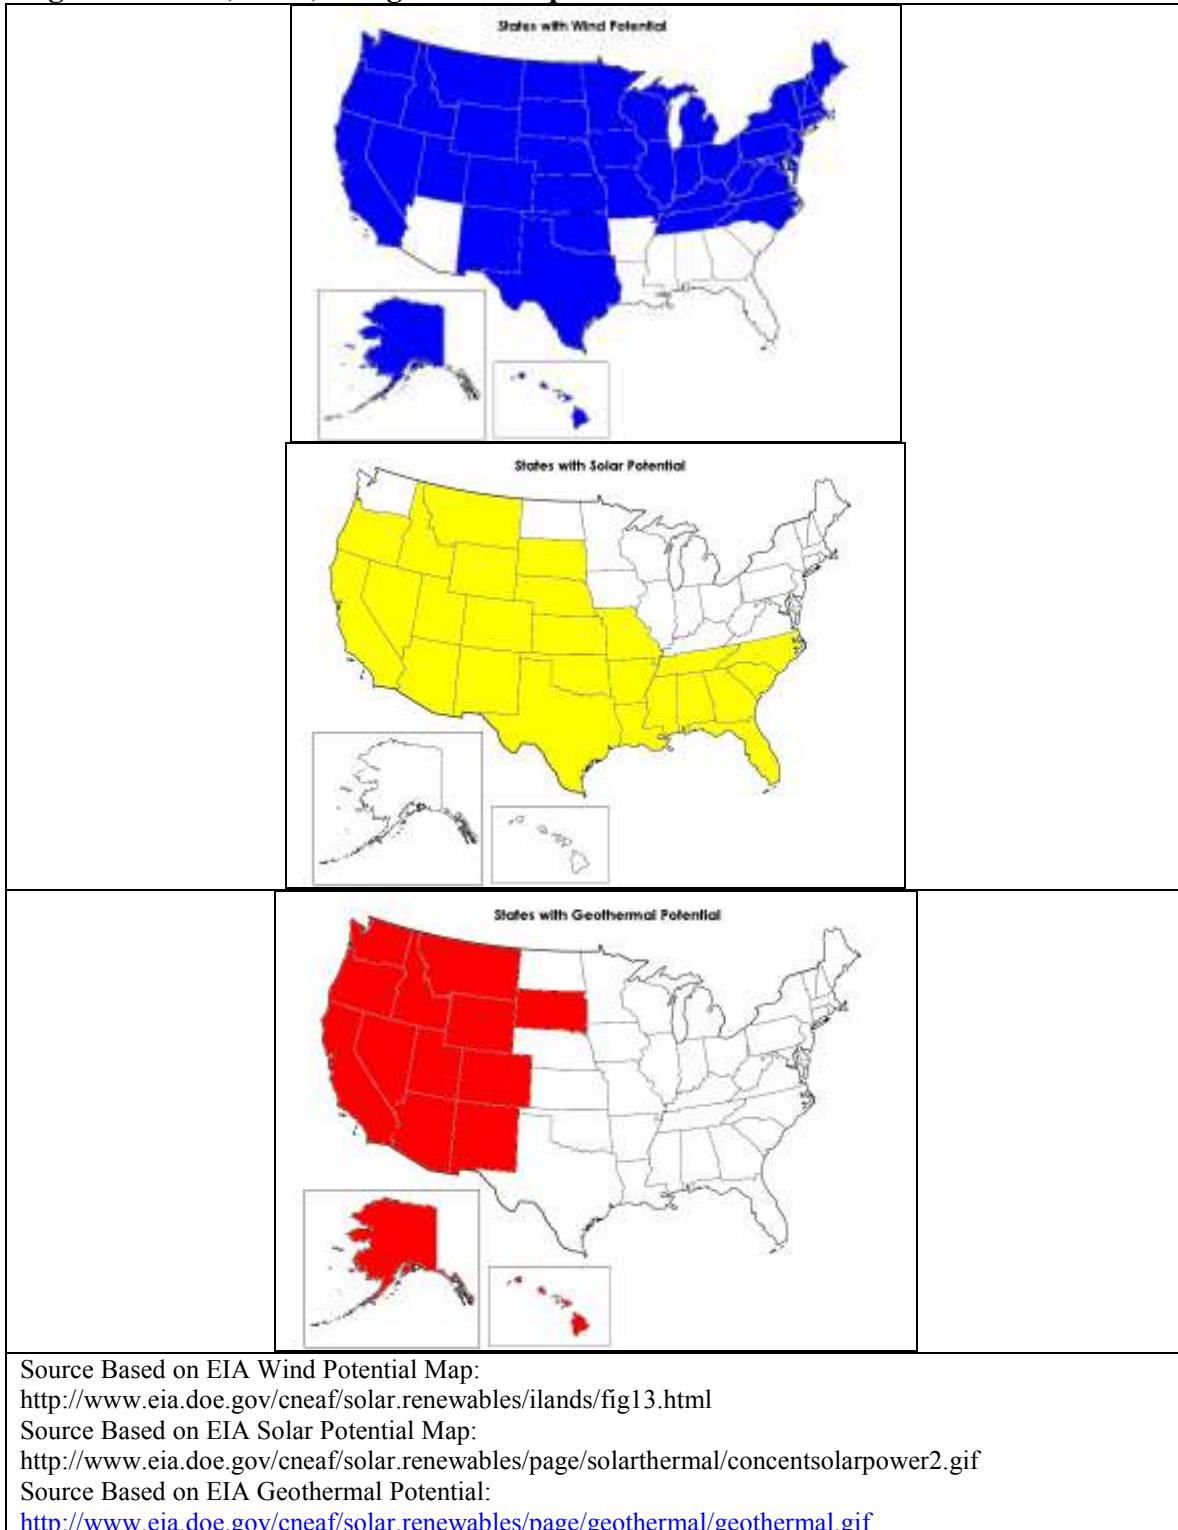 States with Wind Potential
States with Solar Potential
States with Geothermal Potential
Source Based on EIA Wind Potential Map:
http://www.eia.doe.gov/cneaf/solar.renewables/ilands/fig13.html
Source Based on EIA Solar Potential Map:
http://www.eia.doe.gov/cneaf/solar.renewables/page/solarthermal/concentsolarpower2.gif
Source Based on EIA Geothermal Potential:
http://www.eia.doe.gov/cneaf/solar.renewables/page/geothermal/geothermal.gif